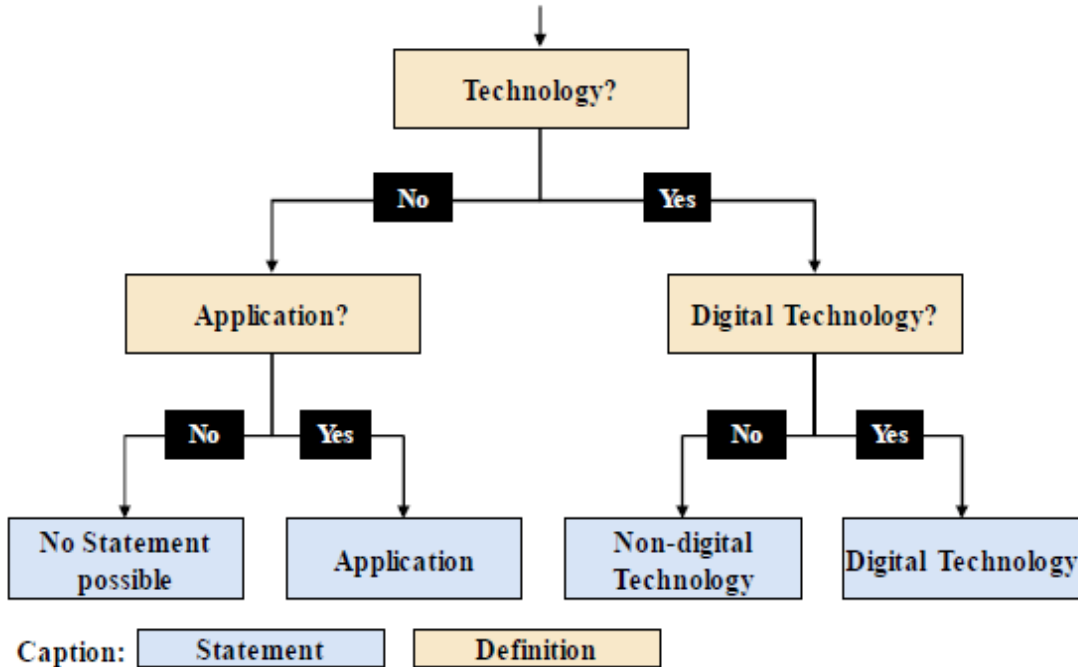 Technology?
No
Yes
Application?
Digital Technology?
No
Yes
No
Yes
No Statement
possible
Application
Non-digital
Technology
Digital Technology
Caption:
Statement
Definition